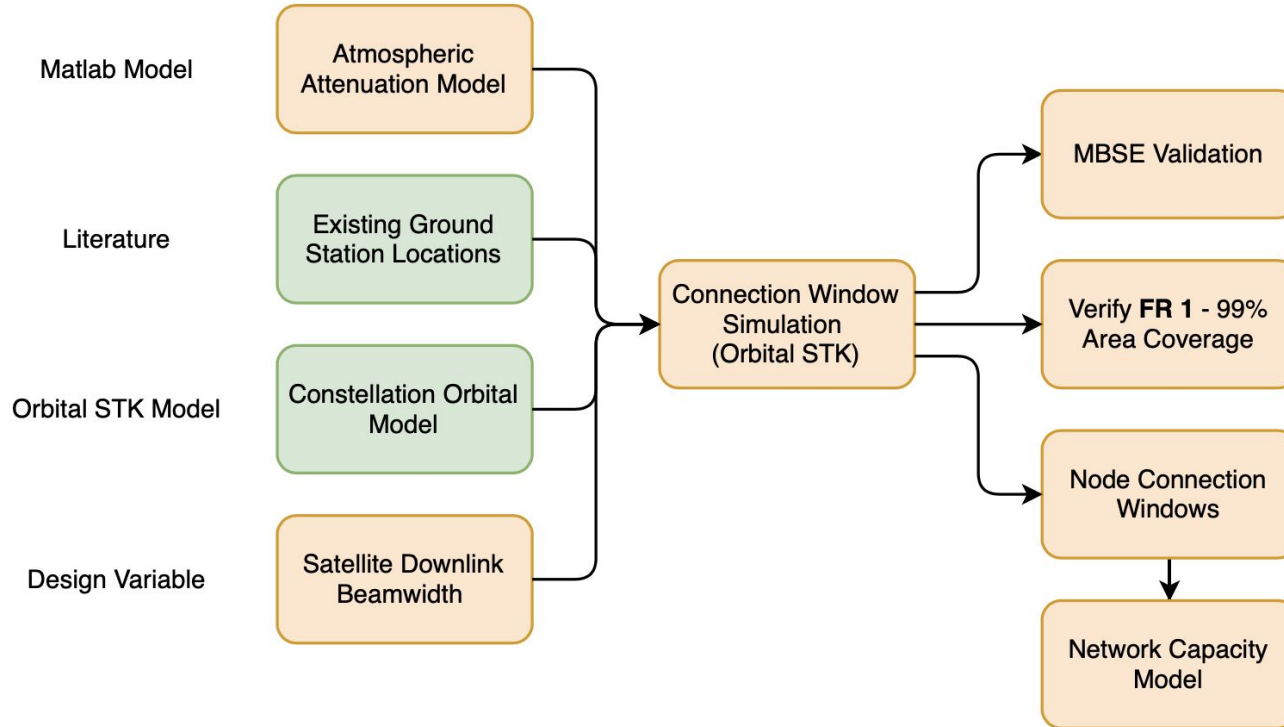 Matlab Model
Atmospheric
Attenuation Model
Literature
Existing Ground
Station Locations
Orbital STK Model
Constellation Orbital
Model
Design Variable
Satellite Downlink
Beamwidth
Connection Window
Simulation
(Orbital STK)
MBSE Validation
Verify FR 1 - 99%
Area Coverage
Node Connection
Windows
Network Capacity
Model